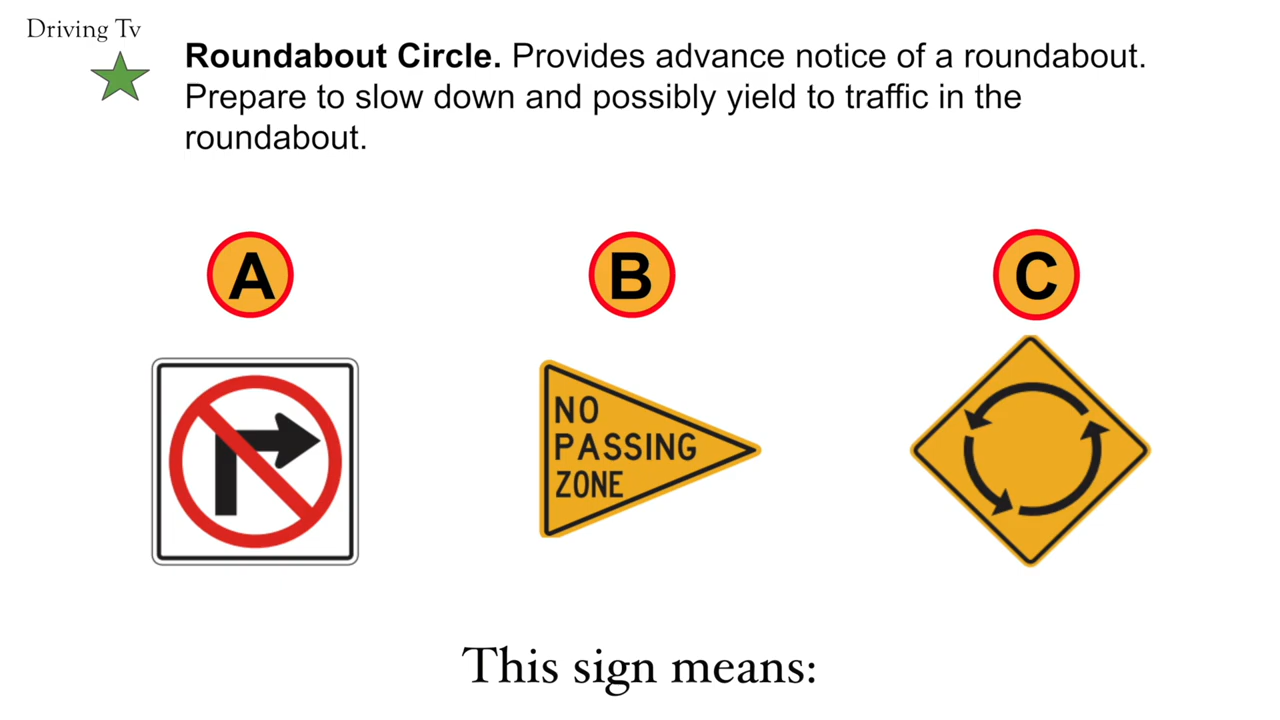 Driving Tv
Roundabout Circle. Provides advance notice of a roundabout.
Prepare to slow down and possibly yield to traffic in the
roundabout.
A
B
C
NO
PASSING
ZONE
This sign means: